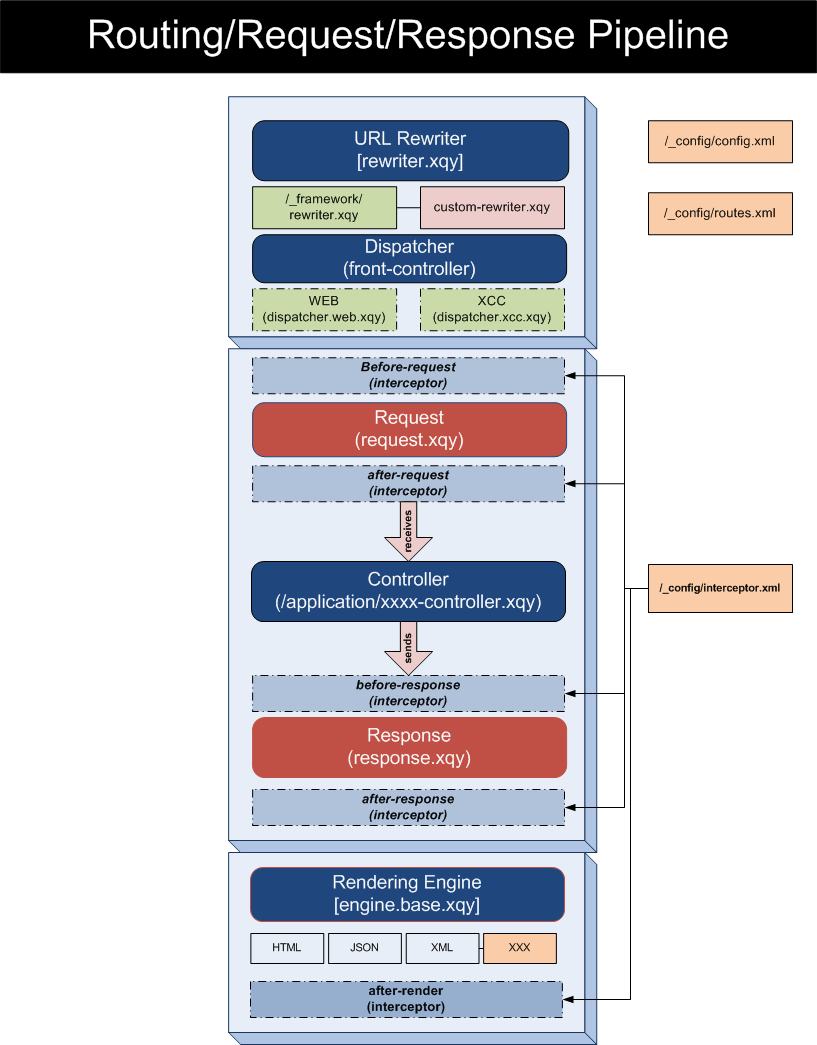 Routing/Request/Response Pipeline
URL Rewriter
[rewriter.xqy]
/_config/config.xml
/_framework/
rewriter.xqy
custom-rewriter.xqy
/_config/routes.xml
Dispatcher
(front-controller)
WEB
(dispatcher.web.xqy)
XCC
(dispatcher.xcc.xqy)
Before-request
(interceptor)
Request
(request.xqy)
after-request
(interceptor)
receives
Controller
(/application/xxxx-controller.xqy)
/_config/interceptor.xml
sends
before-response
(interceptor)
Response
(response.xqy)
after-response
(interceptor)
Rendering Engine
[engine.base.xqy]
HTML
JSON
XML
XXX
after-render
(interceptor)